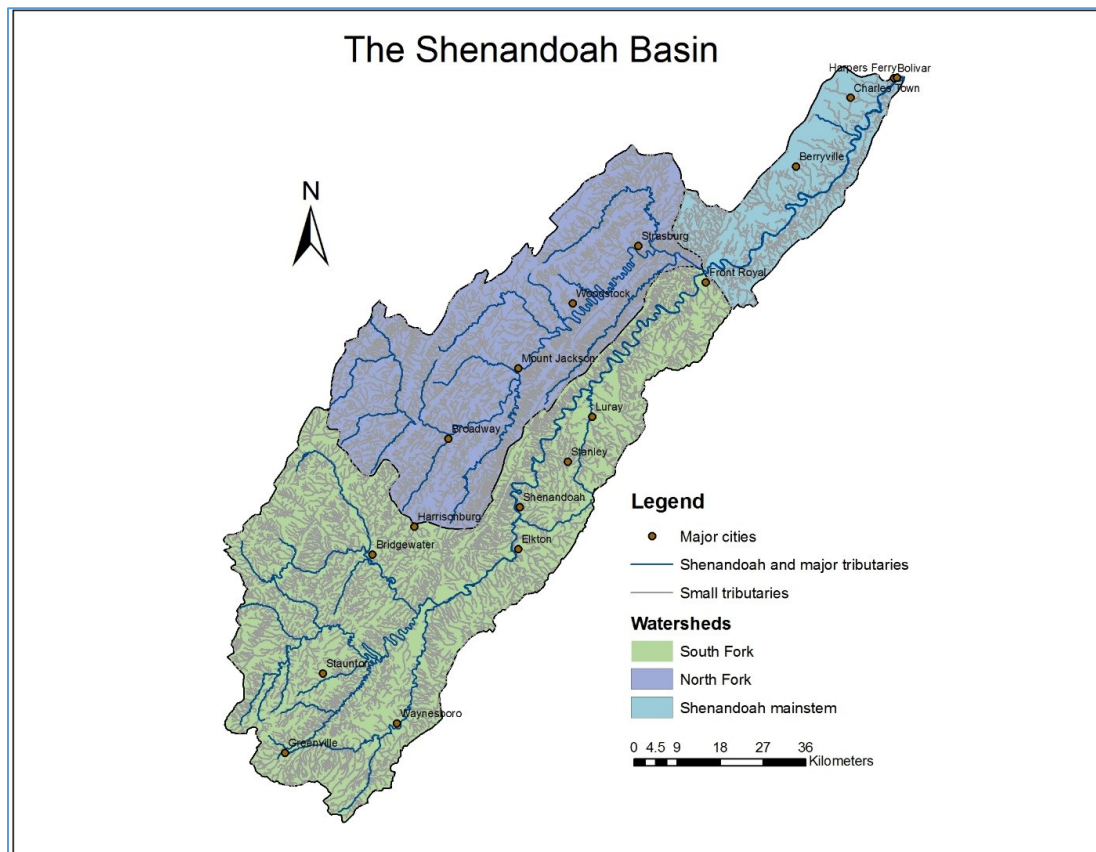 The Shenandoah Basin
Harpers Ferry
Bolivar
Charles Town
Berryville
N
Strasburg
Front Royal
Woodstock
Mount Jackson
Luray
Broadway
Stanley
Shenandoah
Harrisonburg
Elkton
Bridgewater
Staunton
Waynesboro
Greenville
Legend
Major cities
Shenandoah and major tributaries
Small tributaries
Watersheds
South Fork
North Fork
Shenandoah mainstem
0 4.5 9 18 27 36
Kilometers